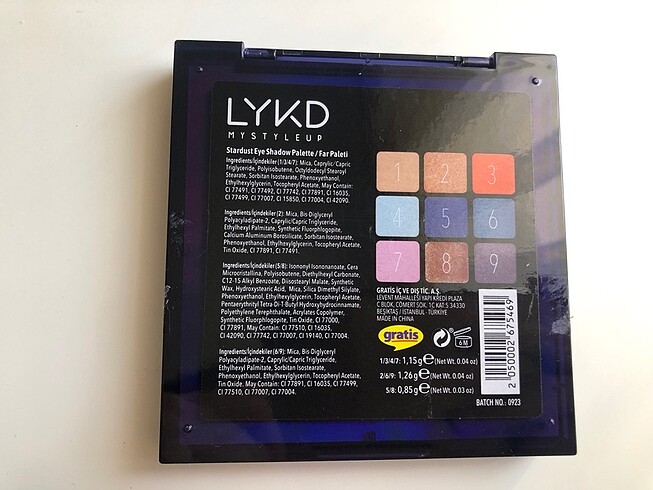 LYKD
MYSTYLEUP
Stardust Eye Shadow Palette / Far Paleti
Ingredients/İçindekiler (1/3/4/7): Mica, Caprylic/Capric
Triglyceride, Polyisobutene, Octyldodecyl Stearoyl
Stearate, Sorbitan Isostearate, Phenoxyethanol,
Ethylhexylglycerin, Tocopheryl Acetate, May Contain:
CI 77491, CI 77492, CI 77742, CI 77891, CI 16035,
CI 77499, CI 77007, CI 15850, CI 77004, CI 42090.
Ingredients/İçindekiler (2): Mica, Bis-Diglyceryl
Polyacyladipate-2, Caprylic/Capric Triglyceride,
Ethylhexyl Palmitate, Synthetic Fluorphlogopite,
Calcium Aluminum Borosilicate, Sorbitan Isostearate,
Phenoxyethanol, Ethylhexylglycerin, Tocopheryl Acetate,
Tin Oxide, CI 77891, CI 77491.
Ingredients/İçindekiler (5/8): Isononyl Isononanoate, Cera
Microcristallina, Polyisobutene, Diethylhexyl Carbonate,
C12-15 Alkyl Benzoate, Diisostearyl Malate, Synthetic
Wax, Hydroxystearic Acid, Mica, Silica Dimethyl Silylate,
Phenoxyethanol, Ethylhexylglycerin, Tocopheryl Acetate,
Pentaerythrityl Tetra-Di-T-Butyl Hydroxyhydrocinnamate,
Polyethylene Terephthalate, Acrylates Copolymer,
Synthetic Fluorphlogopite, Tin Oxide, CI 77000,
CI 77891, May Contain: CI 77510, CI 16035,
CI 42090, CI 77742, CI 77007, CI 19140, CI 77004.
Ingredients/İçindekiler (6/9): Mica, Bis-Diglyceryl
Polyacyladipate-2, Caprylic/Capric Triglyceride,
Ethylhexyl Palmitate, Sorbitan Isostearate,
Phenoxyethanol, Ethylhexylglycerin, Tocopheryl Acetate,
Tin Oxide. May Contain: CI 77891, CI 16035, CI 77499,
CI 77510, CI 77007, CI 77004.
1 2 3
4 5 6
7 8 9
GRATİS İÇ VE DIŞ TİC. A.Ş.
LEVENT MAHALLESİ YAPI KREDİ PLAZA
C BLOK, CÖMERT SOK. 1C KAT:5 34330
BEŞİKTAŞ / İSTANBUL - TÜRKİYE
MADE IN CHINA
gratis
6 M
1/3/4/7: 1,15g e (Net Wt. 0.04 oz)
2/6/9: 1,26g e (Net Wt. 0.04 oz)
5/8: 0,85g e (Net Wt. 0.03 oz)
2 050002 675469
BATCH NO.: 0923